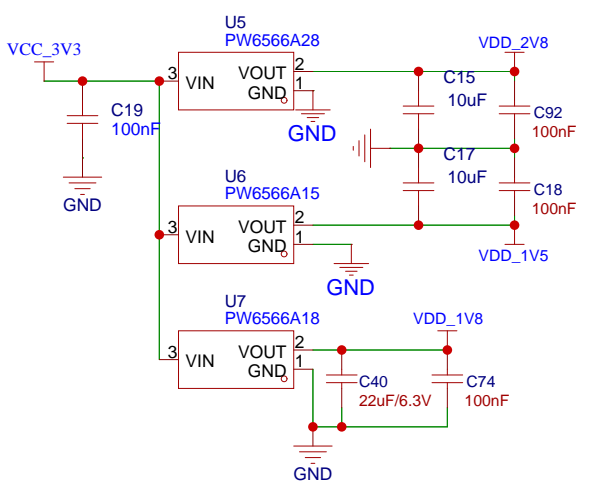 U5
PW6566A28
VCC_3V3
VDD_2V8
3
VIN
VOUT
2
GND
1
C15
10uF
C19
100nF
C92
100nF
GND
GND
C17
10uF
U6
PW6566A15
C18
100nF
3
VIN
VOUT
2
GND
1
VDD_1V5
GND
U7
PW6566A18
VDD_1V8
3
VIN
VOUT
2
GND
1
C40
22uF/6.3V
C74
100nF
GND